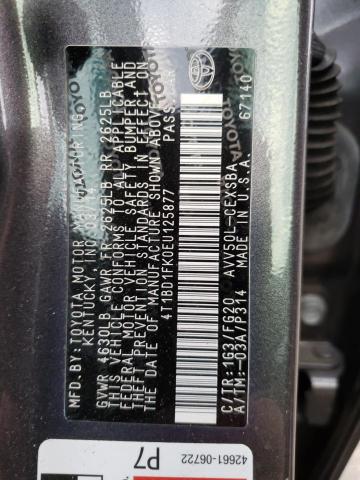 MFD.BY: TOYOTA MOTOR MANUFACTURING
KENTUCKY, INC. 03/14
GVWR 4630LB GAWR FR 2625LB RR 2625LB
THIS VEHICLE CONFORMS TO ALL APPLICABLE
FEDERAL MOTOR VEHICLE SAFETY, BUMPER, AND
THEFT PREVENTION STANDARDS IN EFFECT ON
THE DATE OF MANUFACTURE SHOWN ABOVE.
4T1BD1FK0EU125877 PASS.
C/TR: 1G3/FG20 AVV50L-CEXSBA
A/TM: -03A/P314 MADE IN U.S.A. 67140
TOYOTA
42661-06722
P7